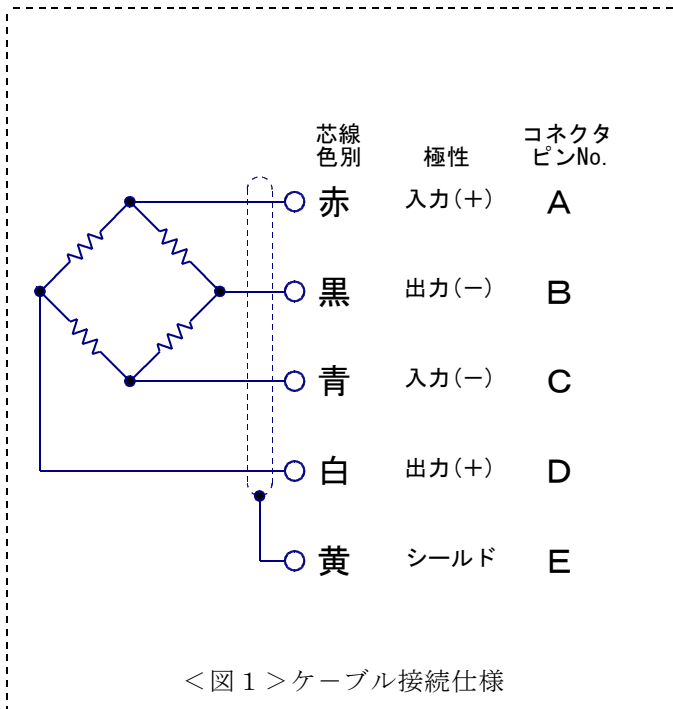 芯線
色別
極性
コネクタ
ピンNo.
赤 入力(＋) A
黒 出力(－) B
青 入力(－) C
白 出力(＋) D
黄 シールド E
＜図１＞ケーブル接続仕様